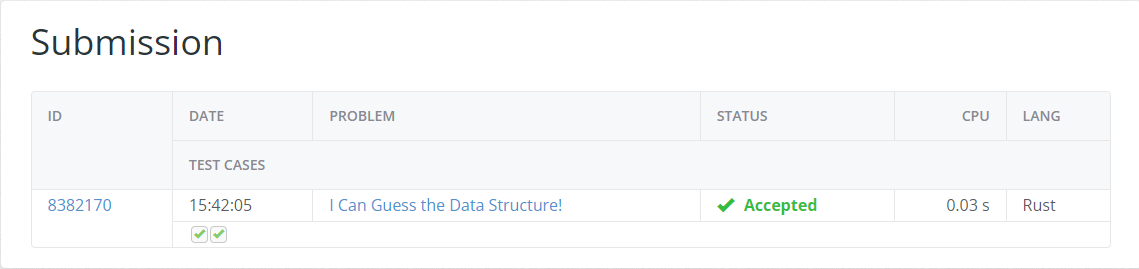 Submission
ID DATE PROBLEM STATUS CPU LANG
TEST CASES
8382170 15:42:05 I Can Guess the Data Structure! Accepted 0.03 s Rust